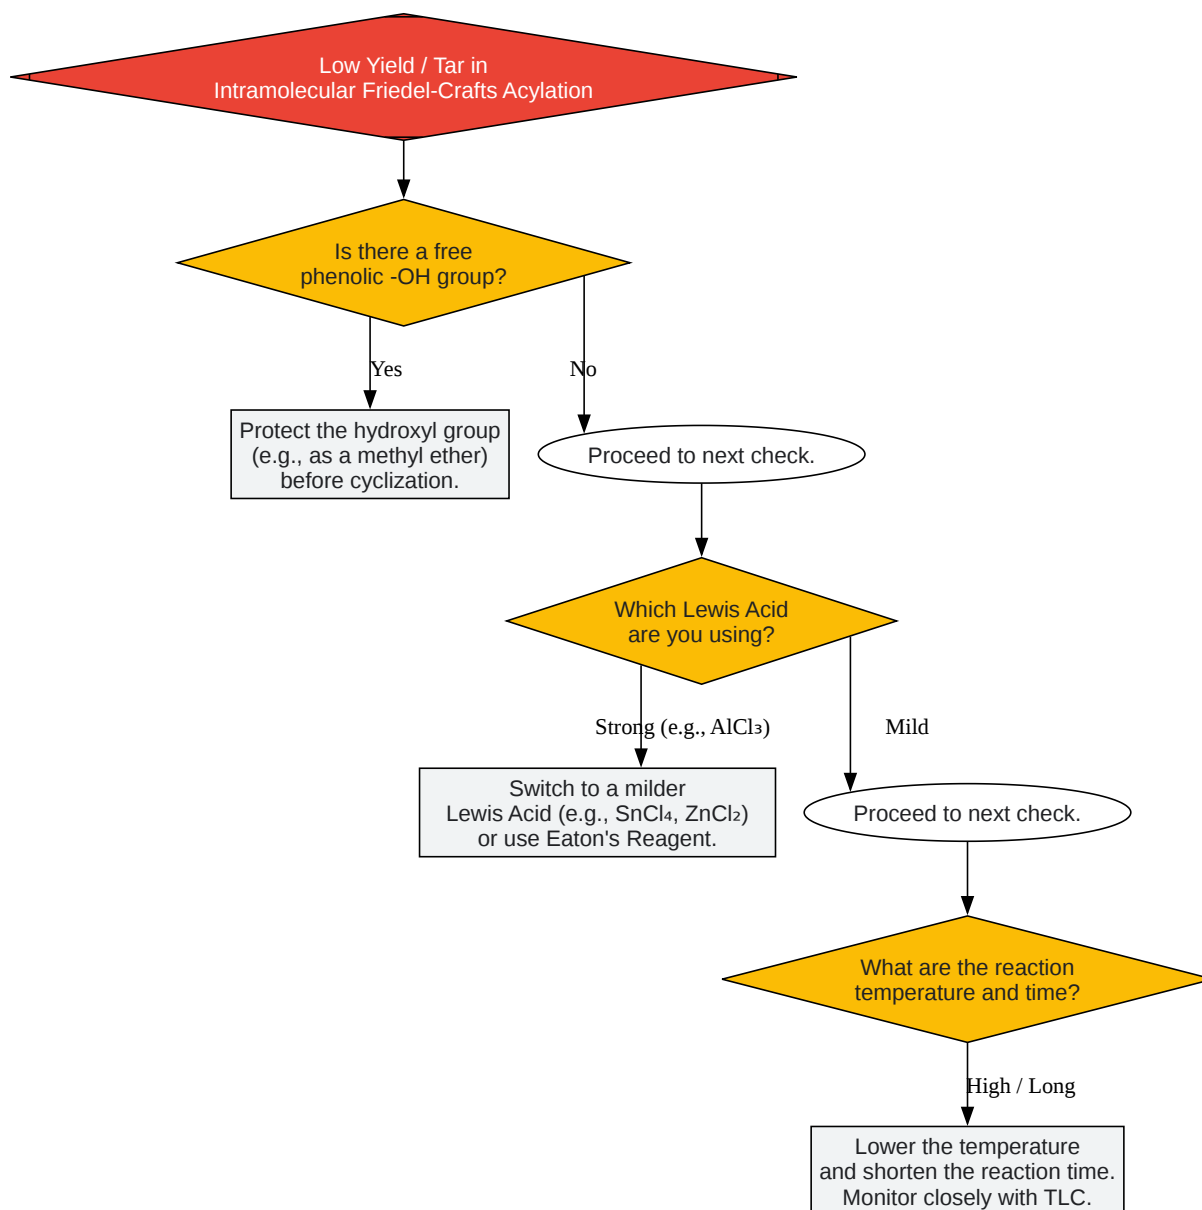 Low Yield / Tar in
Intramolecular Friedel-Crafts Acylation
Is there a free
phenolic -OH group?
Yes
No
Protect the hydroxyl group
(e.g., as a methyl ether)
before cyclization.
Proceed to next check.
Which Lewis Acid
are you using?
Strong (e.g., AlCl₃)
Mild
Switch to a milder
Lewis Acid (e.g., SnCl₄, ZnCl₂)
or use Eaton's Reagent.
Proceed to next check.
What are the reaction
temperature and time?
High / Long
Lower the temperature
and shorten the reaction time.
Monitor closely with TLC.